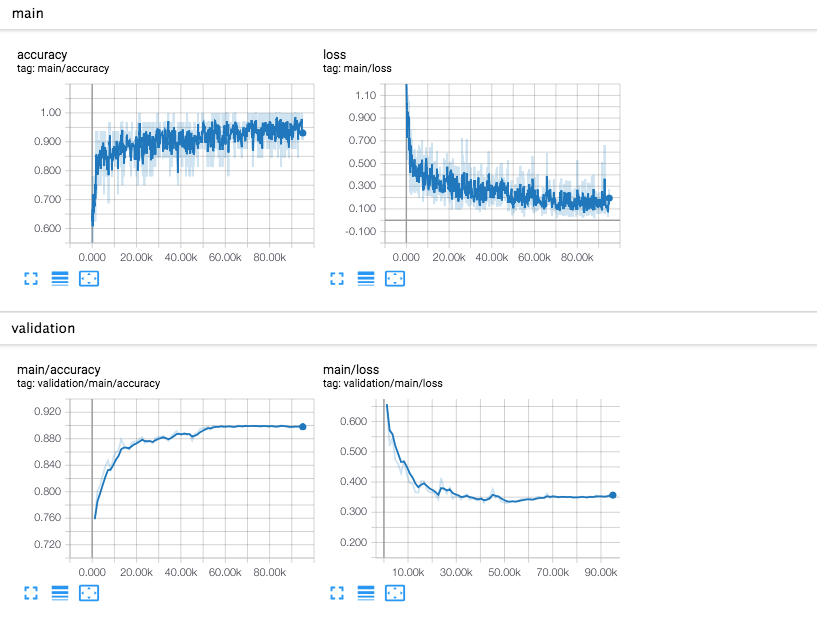 main
accuracy
tag: main/accuracy
1.00
0.900
0.800
0.700
0.600
0.000 20.00k 40.00k 60.00k 80.00k
loss
tag: main/loss
1.10
0.900
0.700
0.500
0.300
0.100
-0.100
0.000 20.00k 40.00k 60.00k 80.00k
validation
main/accuracy
tag: validation/main/accuracy
0.920
0.880
0.840
0.800
0.760
0.720
0.000 20.00k 40.00k 60.00k 80.00k
main/loss
tag: validation/main/loss
0.600
0.500
0.400
0.300
0.200
10.00k 30.00k 50.00k 70.00k 90.00k